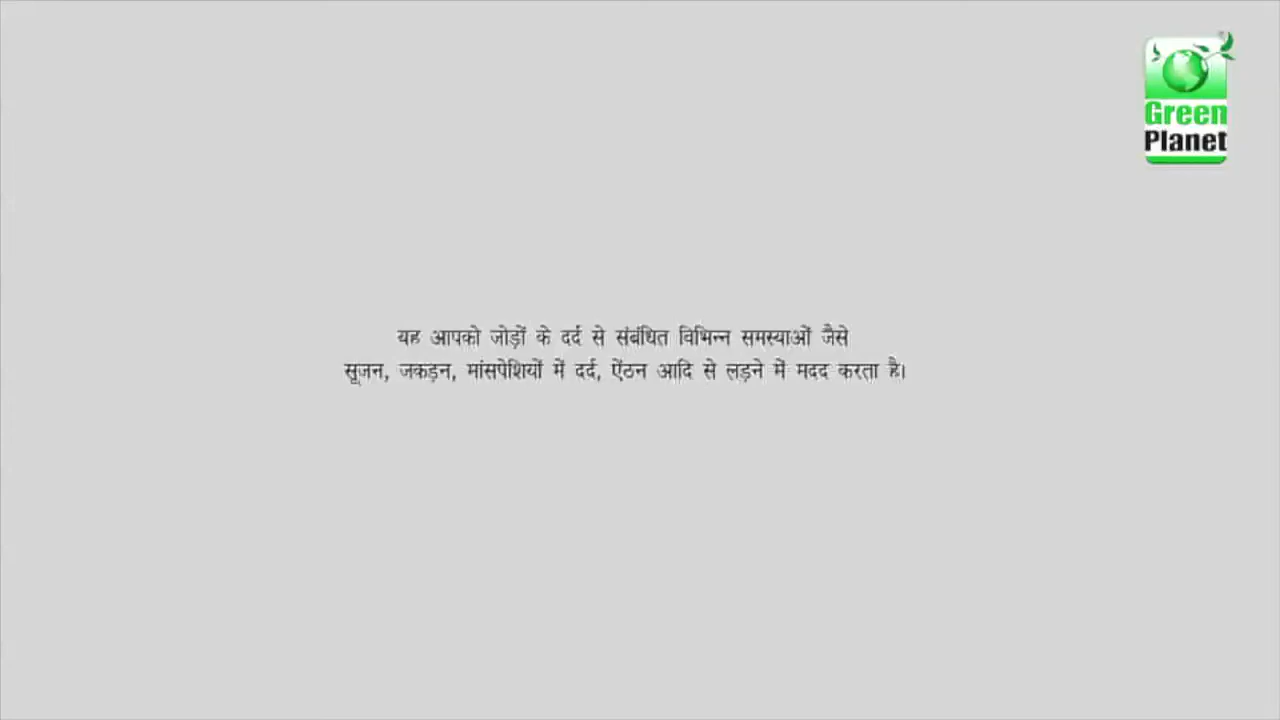 Green
Planet
यह आपको जोड़ों के दर्द से संबंधित विभिन्न समस्याओं जैसे
सूजन, जकड़न, मांसपेशियों में दर्द, ऐंठन आदि से लड़ने में मदद करता है।